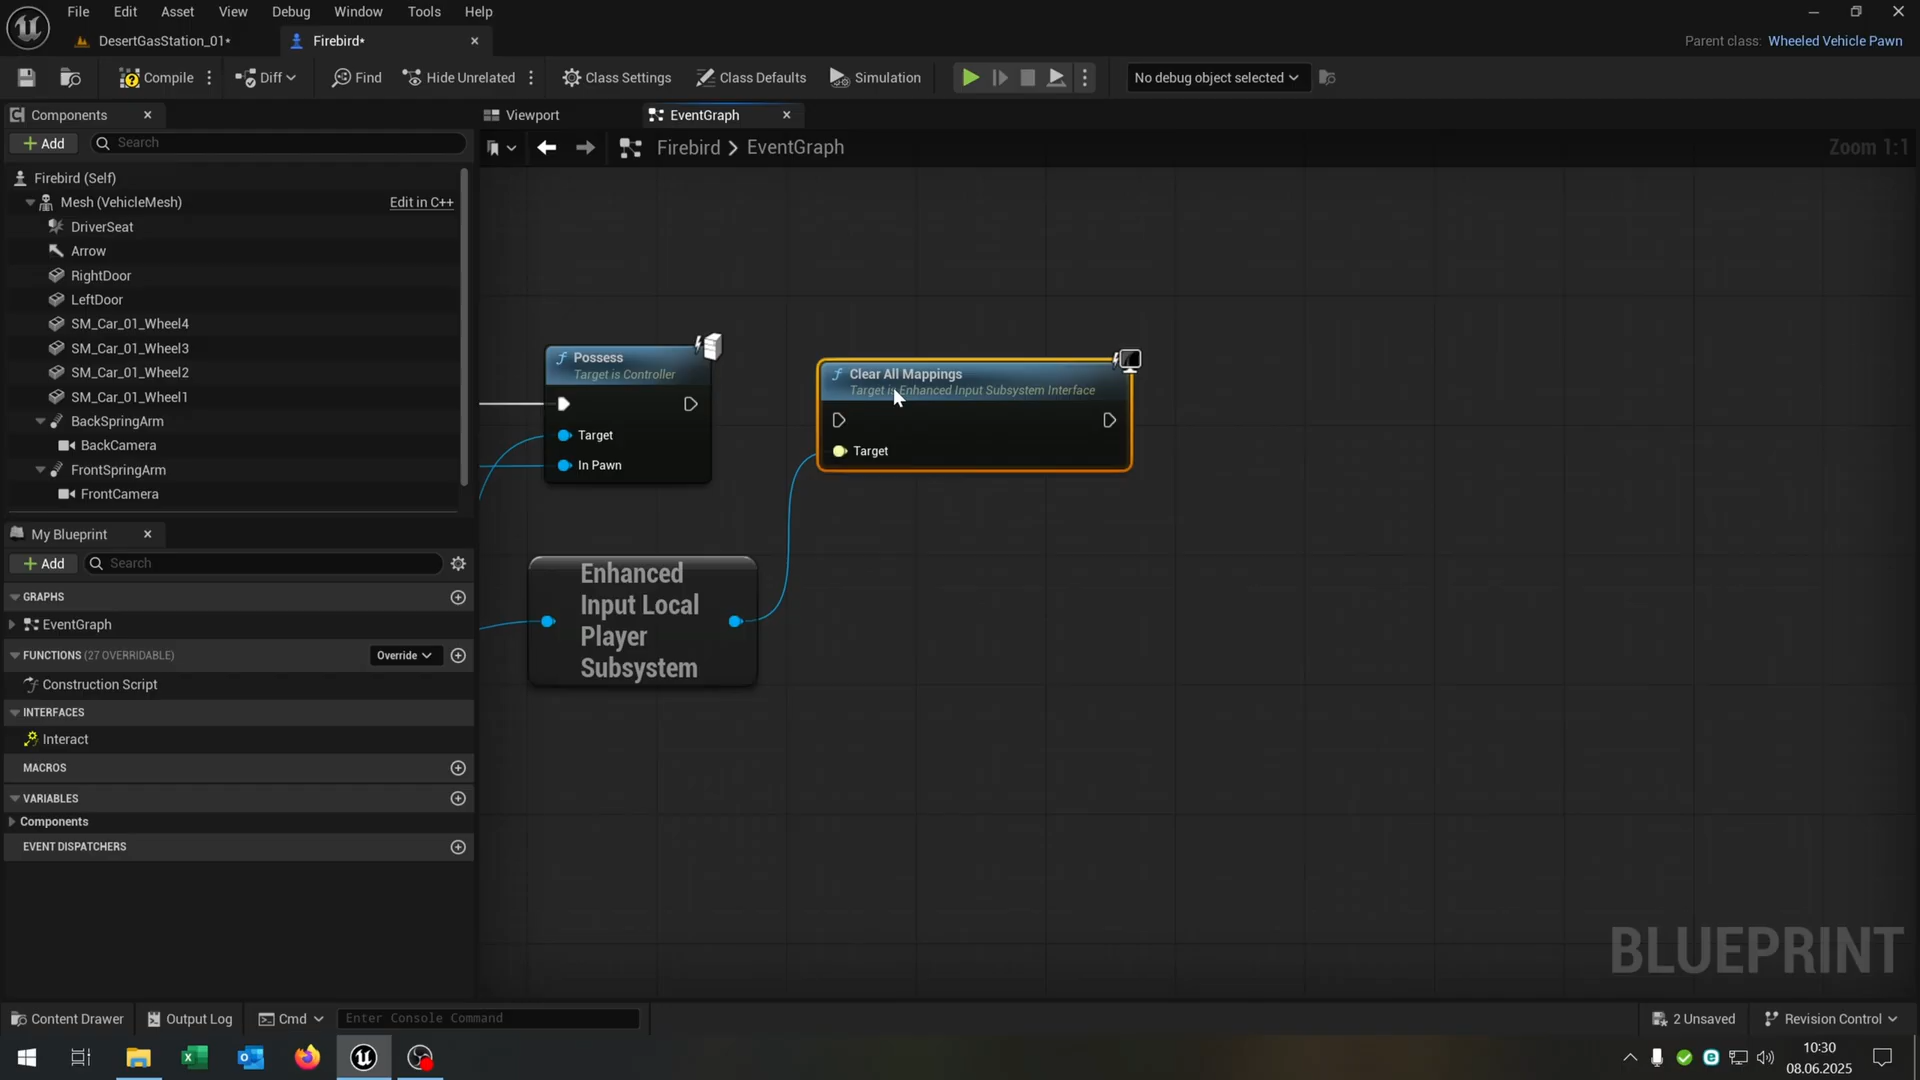 File Edit Asset View Debug Window Tools Help
DesertGasStation_01*
Firebird*
Parent class: Wheeled Vehicle Pawn
Compile
Diff
Find
Hide Unrelated
Class Settings
Class Defaults
Simulation
No debug object selected
Components
Viewport
EventGraph
Add
Search
Firebird > EventGraph
Zoom 1:1
Firebird (Self)
Mesh (VehicleMesh)
Edit in C++
DriverSeat
Arrow
RightDoor
LeftDoor
SM_Car_01_Wheel4
SM_Car_01_Wheel3
SM_Car_01_Wheel2
SM_Car_01_Wheel1
BackSpringArm
BackCamera
FrontSpringArm
FrontCamera
Possess
Target is Controller
Target
In Pawn
Clear All Mappings
Target is Enhanced Input Subsystem Interface
Target
Enhanced
Input Local
Player
Subsystem
My Blueprint
Add
Search
GRAPHS
EventGraph
FUNCTIONS (27 OVERRIDABLE)
Override
Construction Script
INTERFACES
Interact
MACROS
VARIABLES
Components
EVENT DISPATCHERS
BLUEPRINT
Content Drawer
Output Log
Cmd
Enter Console Command
2 Unsaved
Revision Control
10:30
08.06.2025